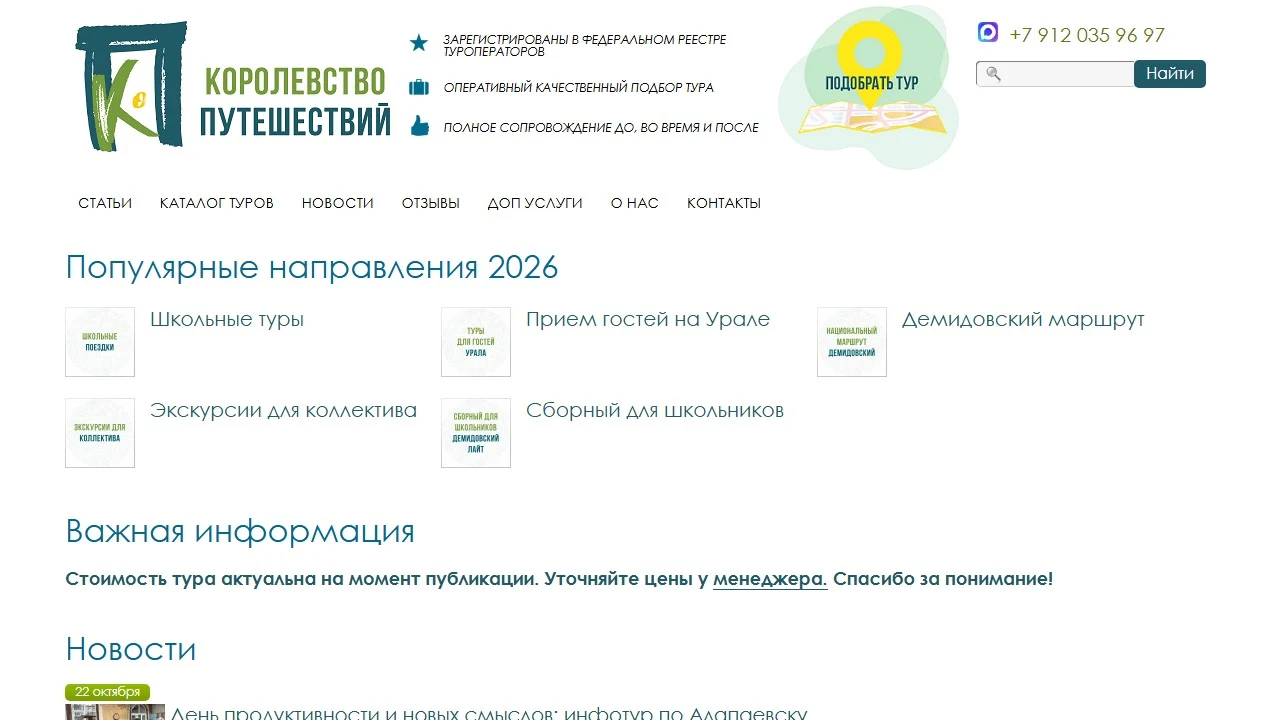 КОРОЛЕВСТВО
ПУТЕШЕСТВИЙ
К
о
ЗАРЕГИСТРИРОВАНЫ В ФЕДЕРАЛЬНОМ РЕЕСТРЕ
ТУРОПЕРАТОРОВ
ОПЕРАТИВНЫЙ КАЧЕСТВЕННЫЙ ПОДБОР ТУРА
ПОЛНОЕ СОПРОВОЖДЕНИЕ ДО, ВО ВРЕМЯ И ПОСЛЕ
ПОДОБРАТЬ ТУР
+7 912 035 96 97
Найти
СТАТЬИ КАТАЛОГ ТУРОВ НОВОСТИ ОТЗЫВЫ ДОП УСЛУГИ О НАС КОНТАКТЫ
Популярные направления 2026
ШКОЛЬНЫЕ
ПОЕЗДКИ
Школьные туры
ТУРЫ
ДЛЯ ГОСТЕЙ
УРАЛА
Прием гостей на Урале
НАЦИОНАЛЬНЫЙ
МАРШРУТ
ДЕМИДОВСКИЙ
Демидовский маршрут
ЭКСКУРСИИ ДЛЯ
КОЛЛЕКТИВА
Экскурсии для коллектива
СБОРНЫЙ ДЛЯ
ШКОЛЬНИКОВ
ДЕМИДОВСКИЙ
ЛАЙТ
Сборный для школьников
Важная информация
Стоимость тура актуальна на момент публикации. Уточняйте цены у менеджера. Спасибо за понимание!
Новости
22 октября
День продуктивности и новых смыслов: инфотур по Алапаевску